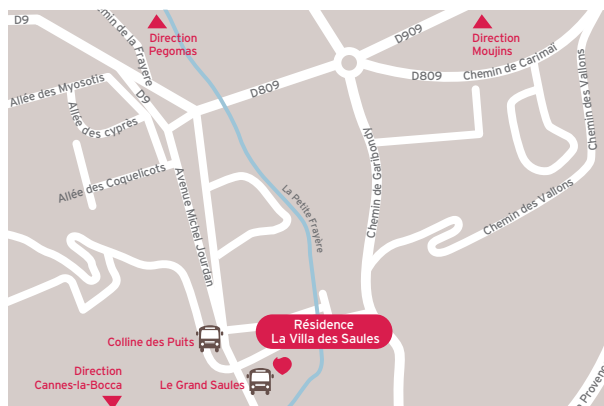 D9
Chemin de la Frayère
Direction
Pegomas
D909
Direction
Moujins
Allée des Myosotis
D9
D809
D809
Chemin de Carimaï
Chemin des Vallons
Allée des cyprès
Allée des Coquelicots
Avenue Michel Jourdan
La Petite Frayère
Chemin de Garibondy
Chemin des Vallons
Résidence
La Villa des Saules
Colline des Puits
Direction
Cannes-la-Bocca
Le Grand Saules
e Provenc